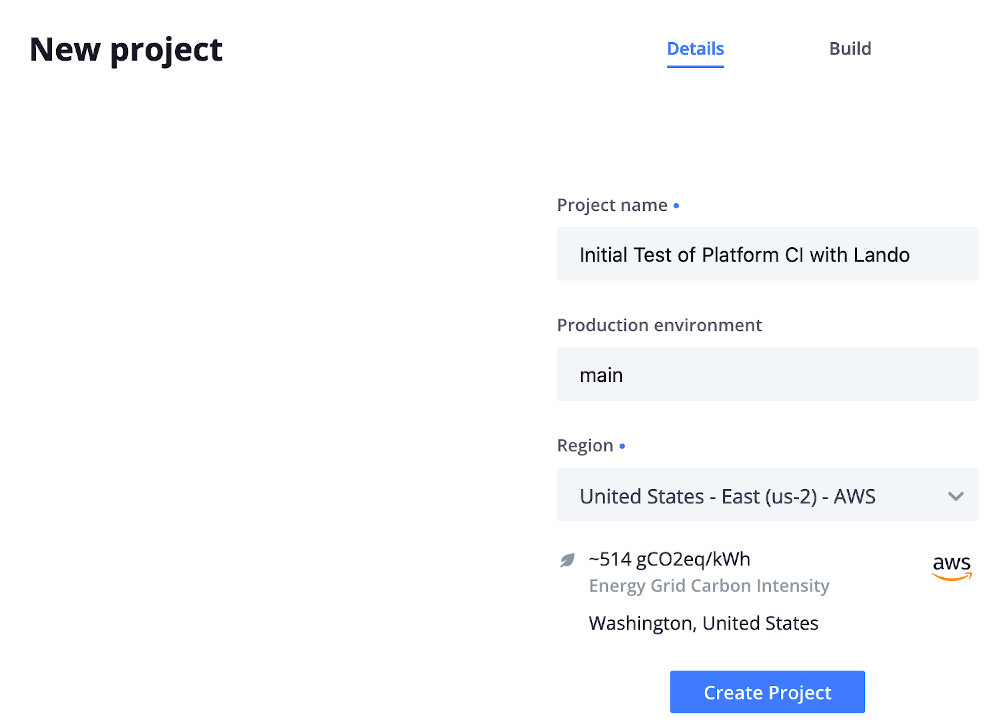 New project
Details
Build
Project name
Initial Test of Platform CI with Lando
Production environment
main
Region
United States - East (us-2) - AWS
~514 gCO2eq/kWh
aws
Energy Grid Carbon Intensity
Washington, United States
Create Project